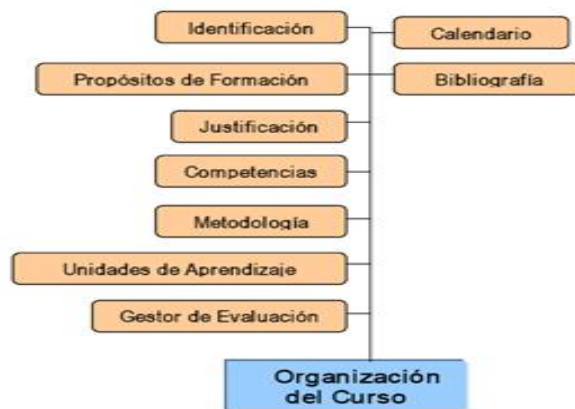 Identificación
Calendario
Propósitos de Formación
Bibliografía
Justificación
Competencias
Metodología
Unidades de Aprendizaje
Gestor de Evaluación
Organización
del Curso